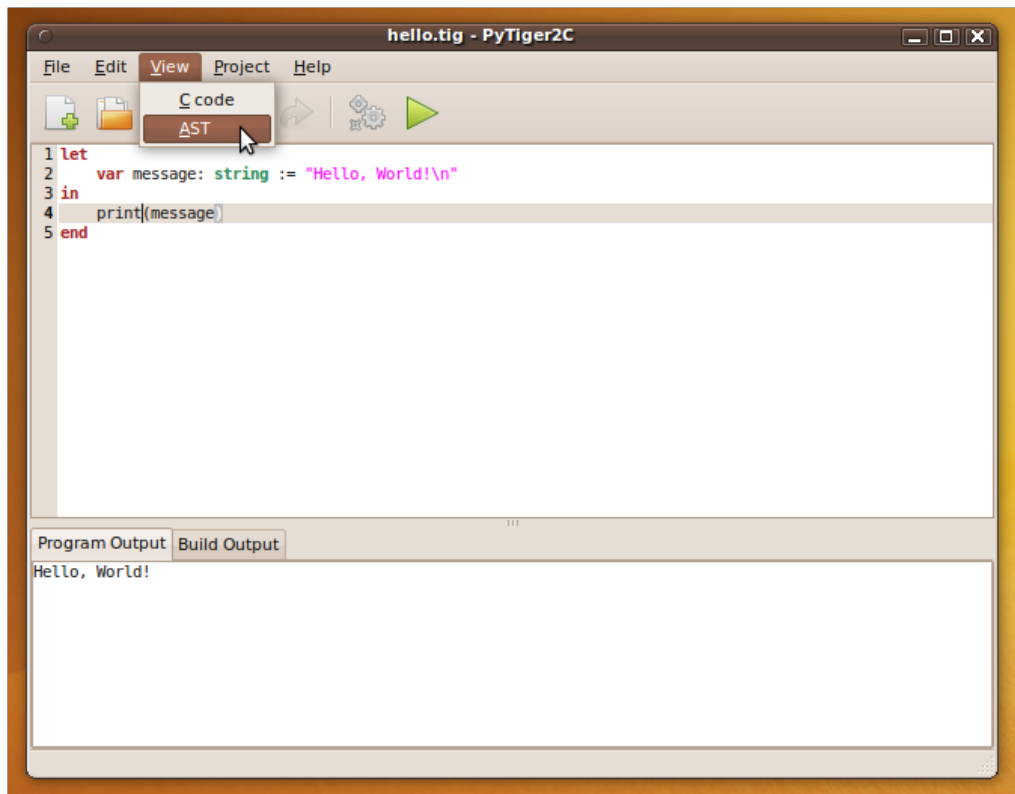 hello.tig - PyTiger2C
File Edit View Project Help
C code
AST
1 let
2 var message: string := "Hello, World!\n"
3 in
4 print(message)
5 end
Program Output Build Output
Hello, World!